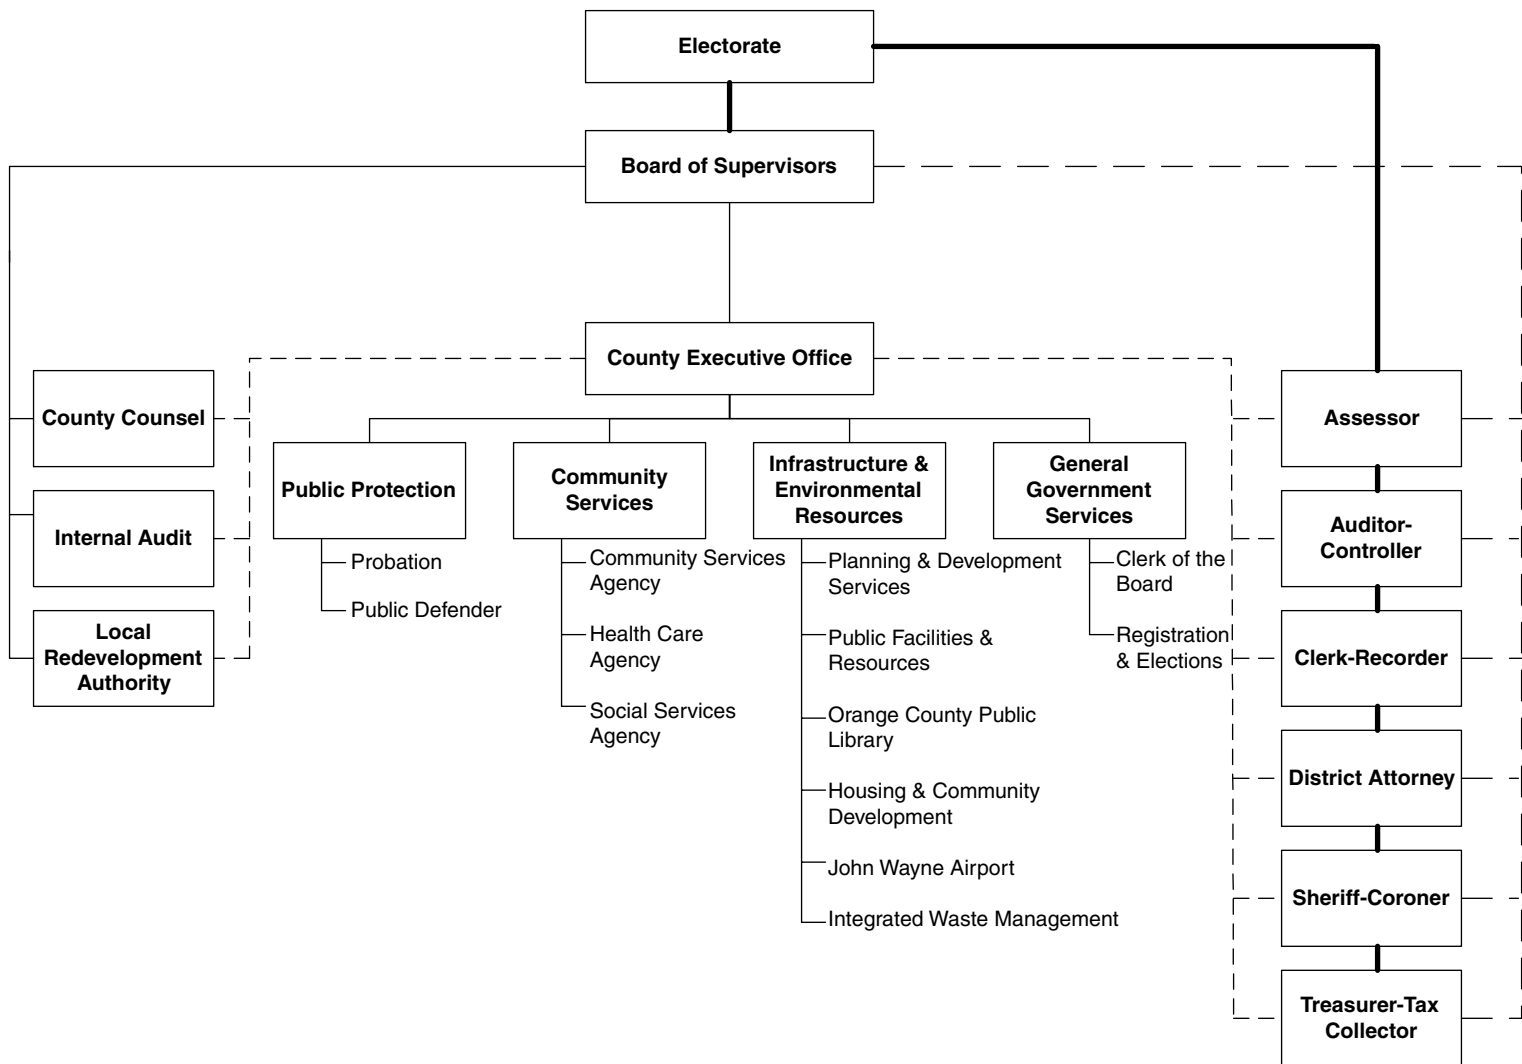 Electorate
Board of Supervisors
County Executive Office
County Counsel
Internal Audit
Local
Redevelopment
Authority
Public Protection
Probation
Public Defender
Community
Services
Community Services
Agency
Health Care
Agency
Social Services
Agency
Infrastructure &
Environmental
Resources
Planning & Development
Services
Public Facilities &
Resources
Orange County Public
Library
Housing & Community
Development
John Wayne Airport
Integrated Waste Management
General
Government
Services
Clerk of the
Board
Registration
& Elections
Assessor
Auditor-
Controller
Clerk-Recorder
District Attorney
Sheriff-Coroner
Treasurer-Tax
Collector